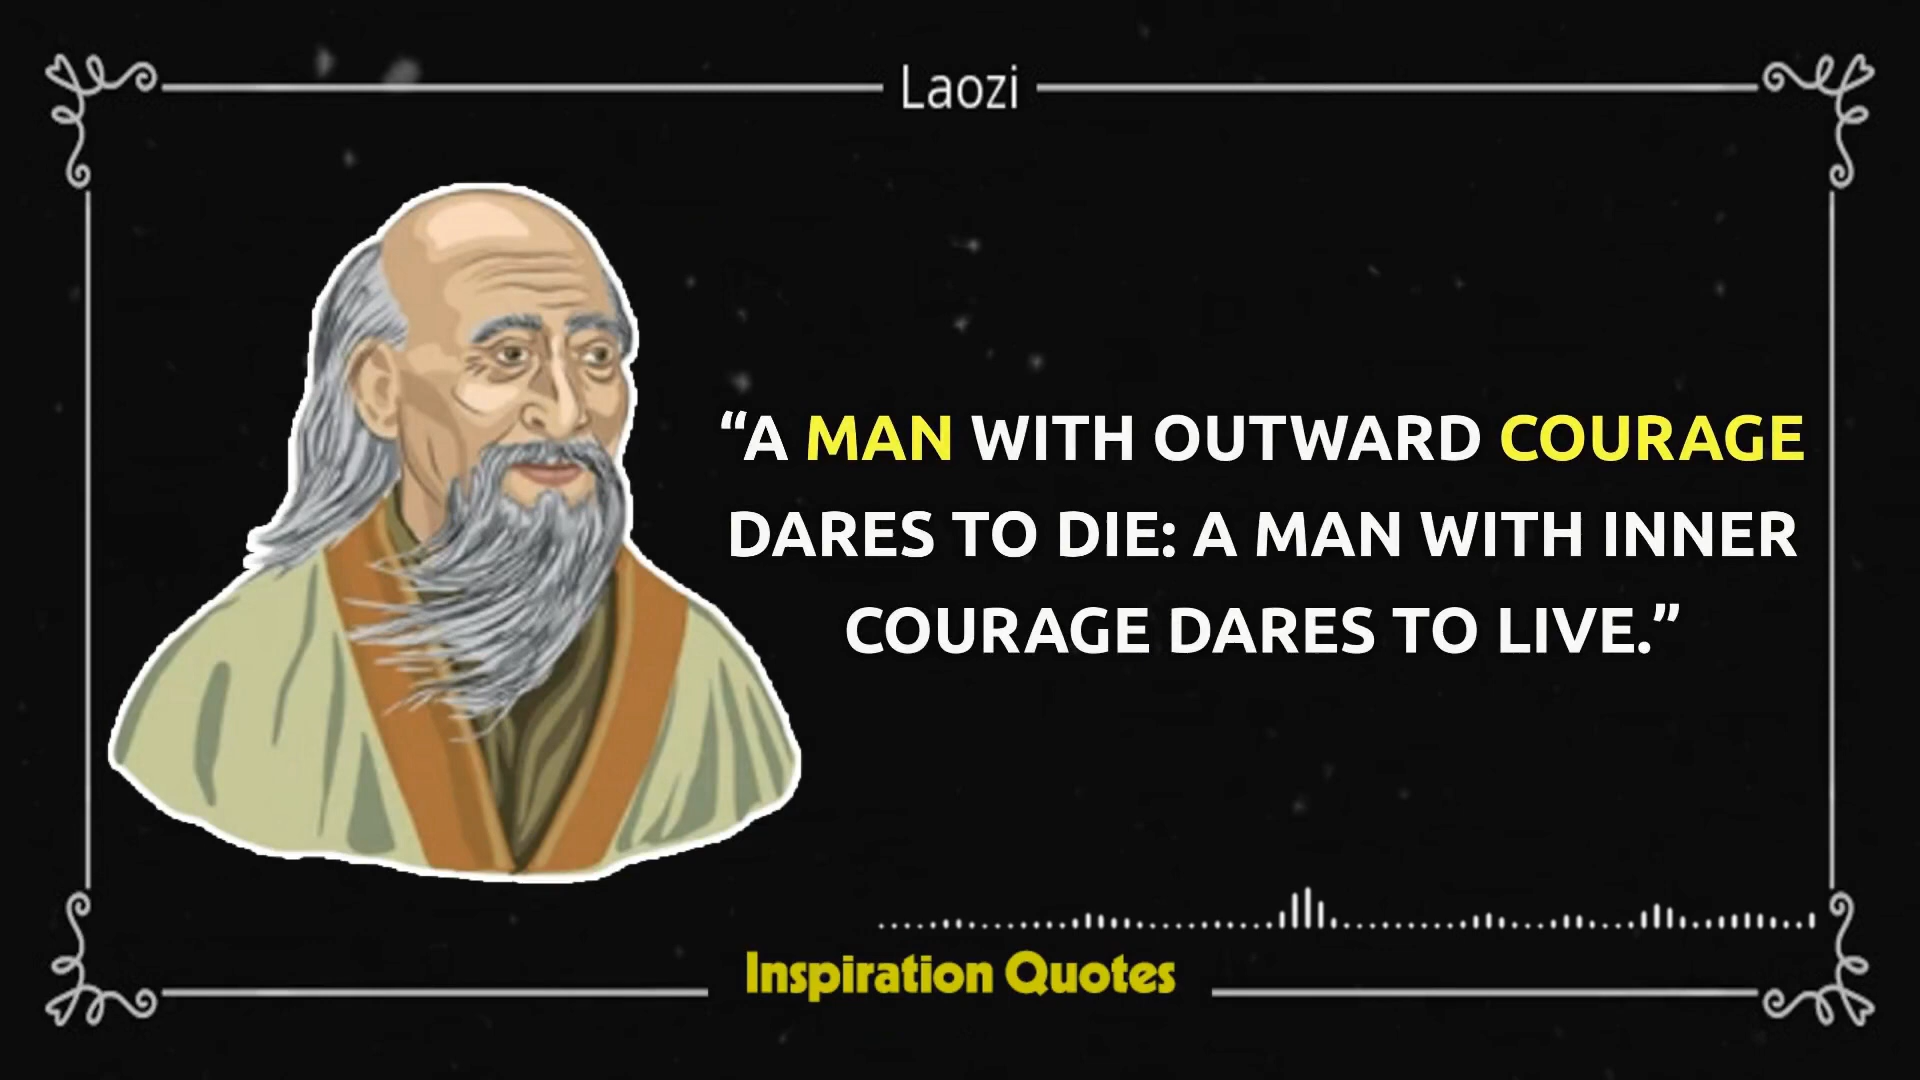 Laozi
“A MAN WITH OUTWARD COURAGE
DARES TO DIE: A MAN WITH INNER
COURAGE DARES TO LIVE.”
Inspiration Quotes